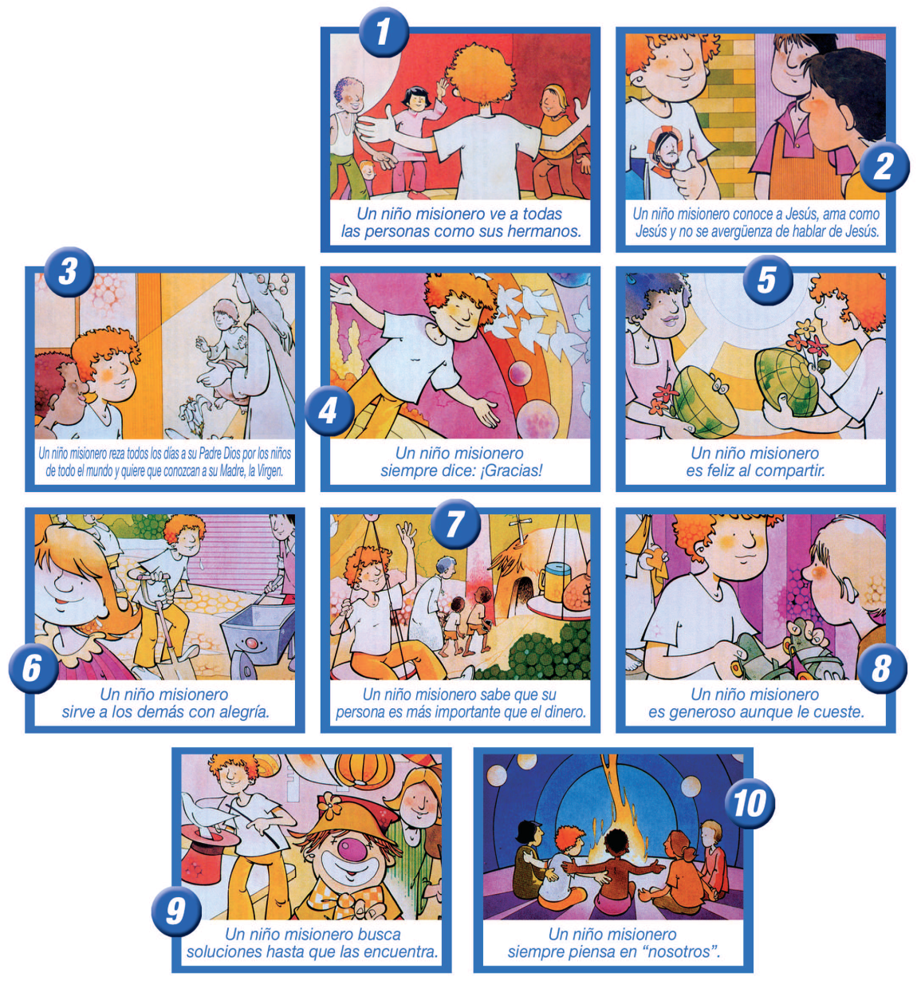 1
Un niño misionero ve a todas
las personas como sus hermanos.
2
Un niño misionero conoce a Jesús, ama como
Jesús y no se avergüenza de hablar de Jesús.
3
Un niño misionero reza todos los días a su Padre Dios por los niños
de todo el mundo y quiere que conozcan a su Madre, la Virgen.
4
Un niño misionero
siempre dice: ¡Gracias!
5
Un niño misionero
es feliz al compartir.
6
Un niño misionero
sirve a los demás con alegría.
7
Un niño misionero sabe que su
persona es más importante que el dinero.
8
Un niño misionero
es generoso aunque le cueste.
9
Un niño misionero busca
soluciones hasta que las encuentra.
10
Un niño misionero
siempre piensa en “nosotros”.